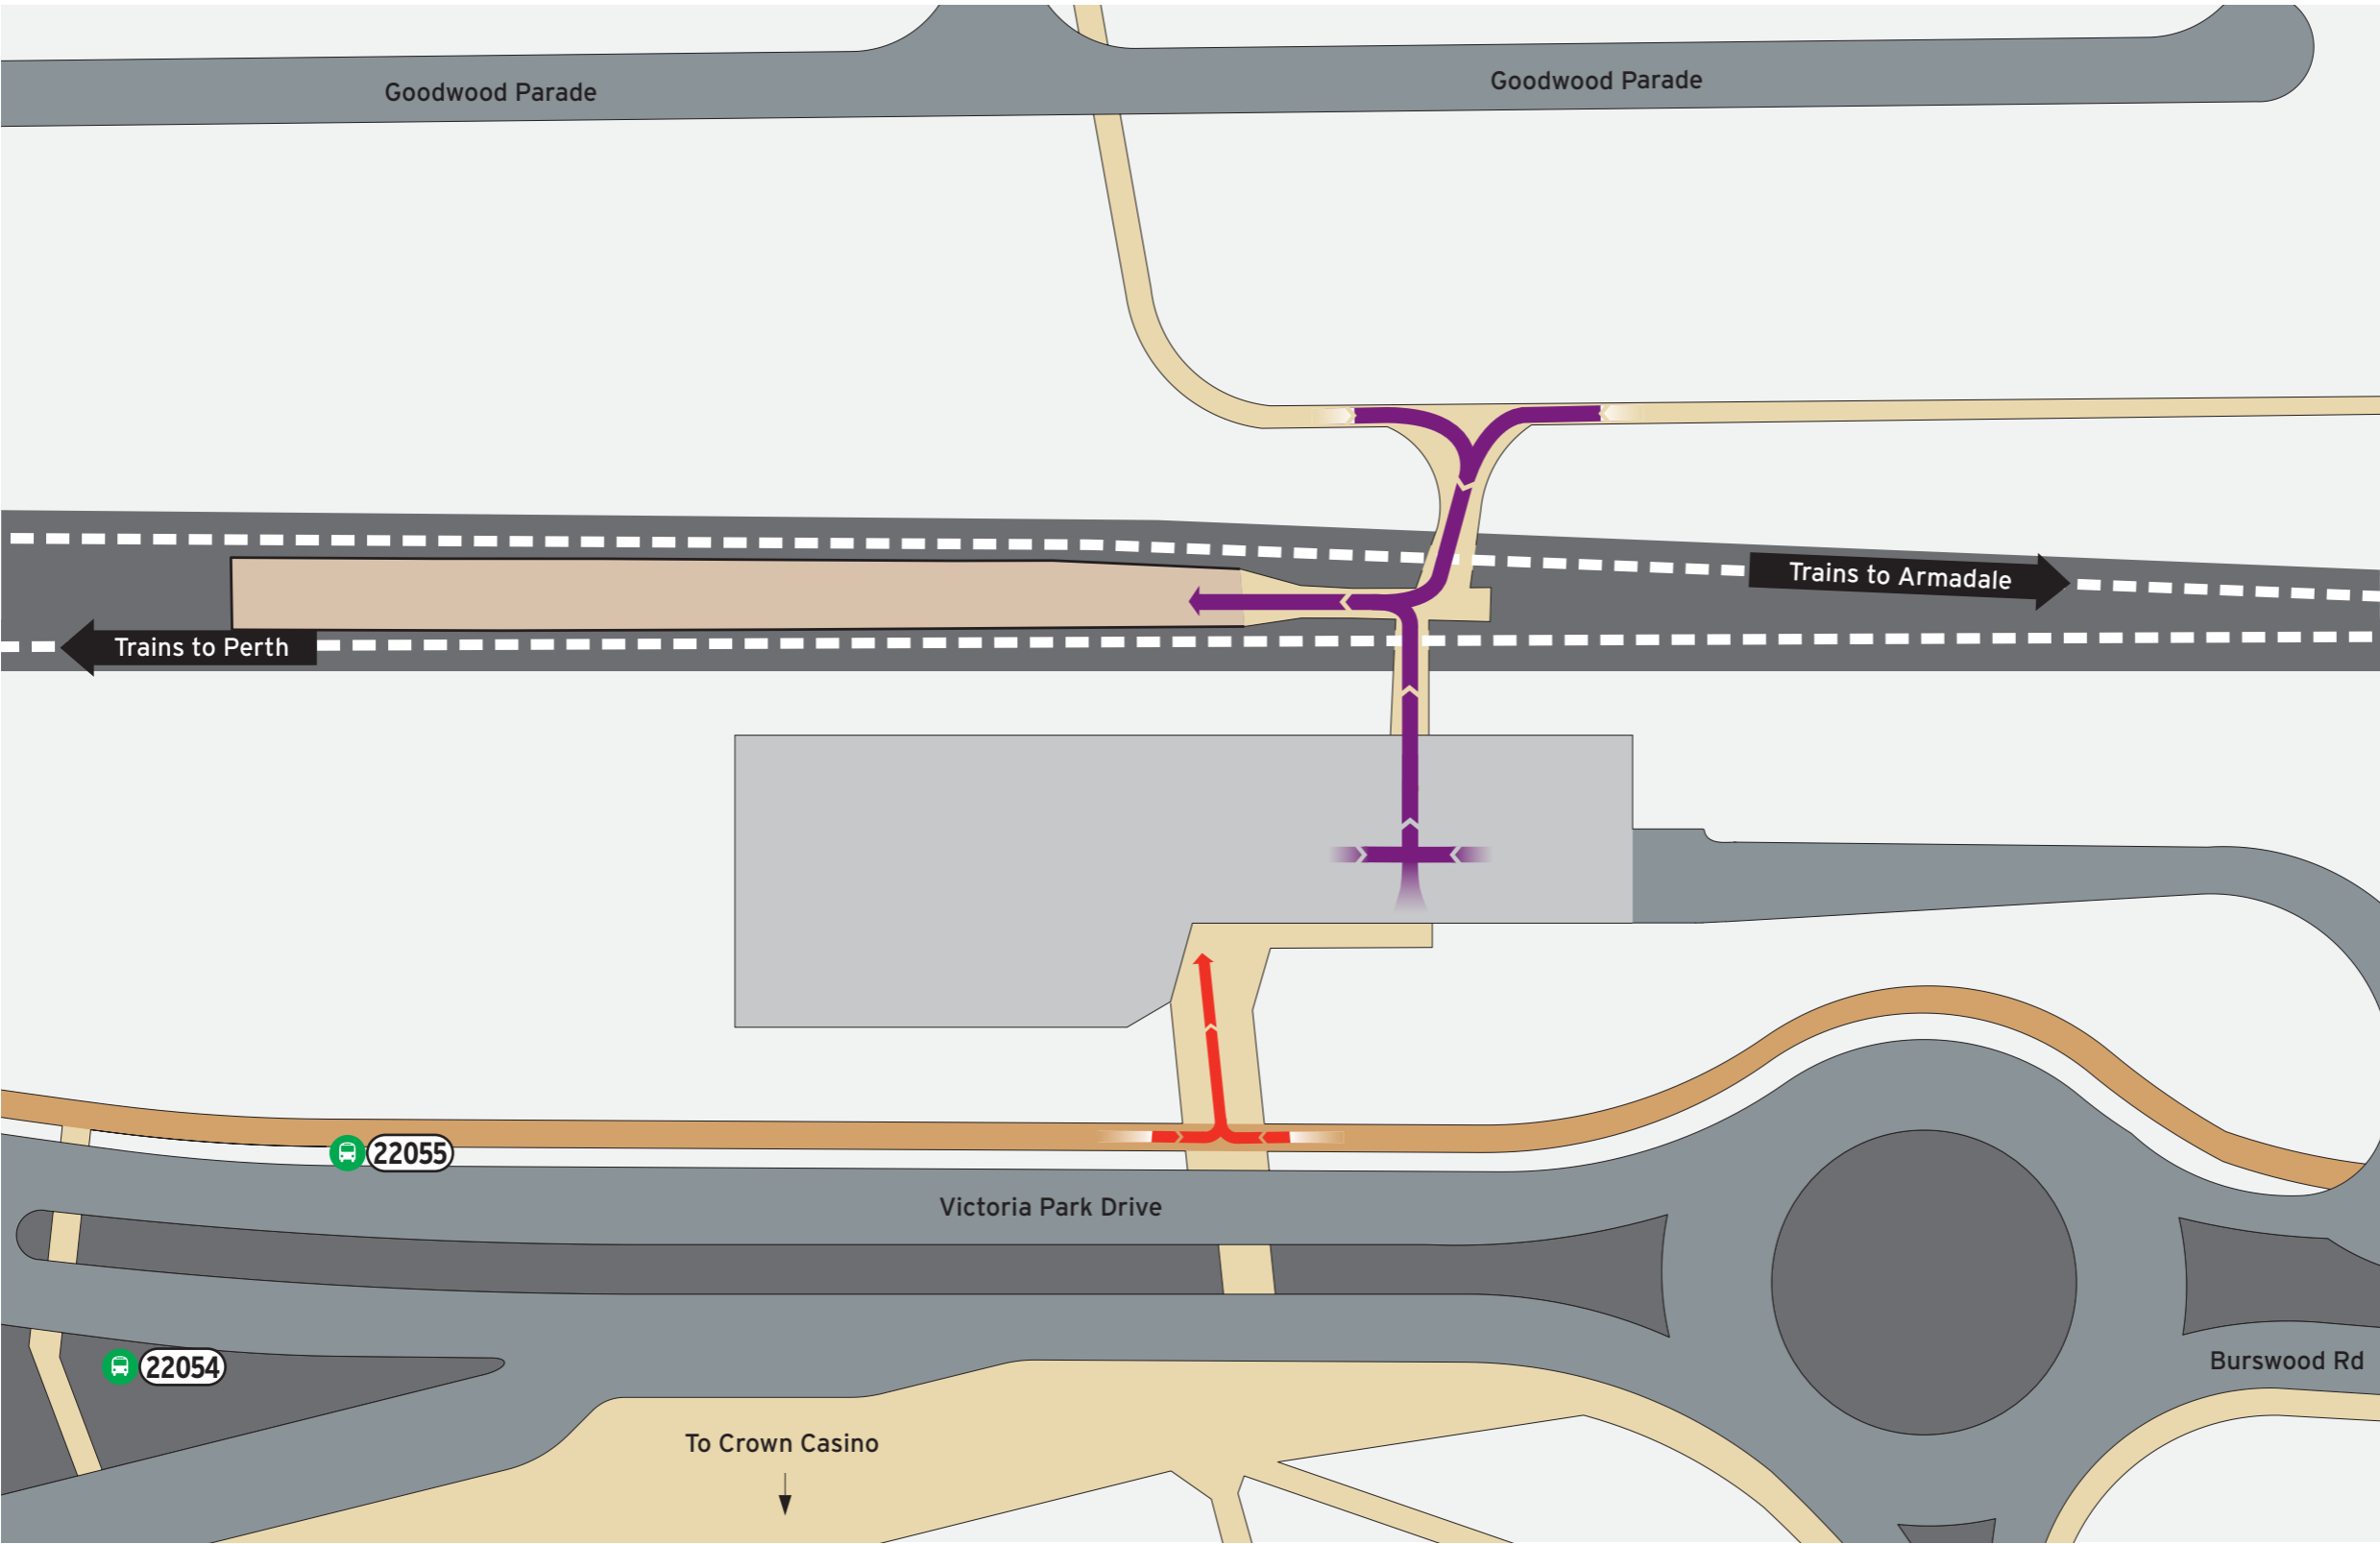 Goodwood Parade
Goodwood Parade
Trains to Armadale
Trains to Perth
22055
Victoria Park Drive
22054
Burswood Rd
To Crown Casino